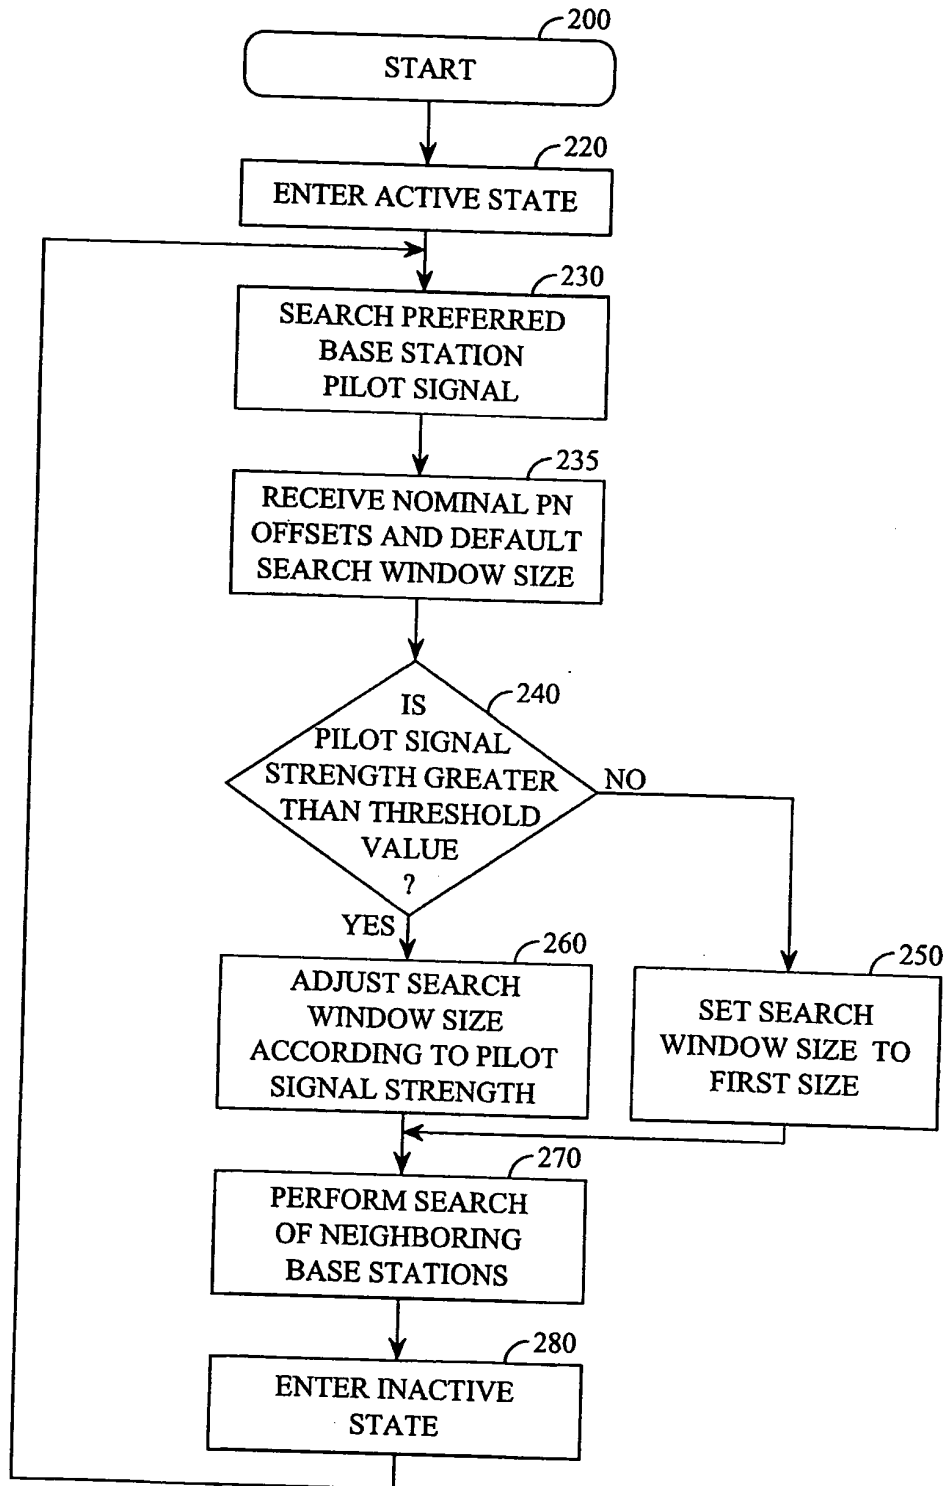 200
START
220
ENTER ACTIVE STATE
230
SEARCH PREFERRED
BASE STATION
PILOT SIGNAL
235
RECEIVE NOMINAL PN
OFFSETS AND DEFAULT
SEARCH WINDOW SIZE
240
IS
PILOT SIGNAL
STRENGTH GREATER
THAN THRESHOLD
VALUE
?
NO
YES
260
ADJUST SEARCH
WINDOW SIZE
ACCORDING TO PILOT
SIGNAL STRENGTH
250
SET SEARCH
WINDOW SIZE TO
FIRST SIZE
270
PERFORM SEARCH
OF NEIGHBORING
BASE STATIONS
280
ENTER INACTIVE
STATE